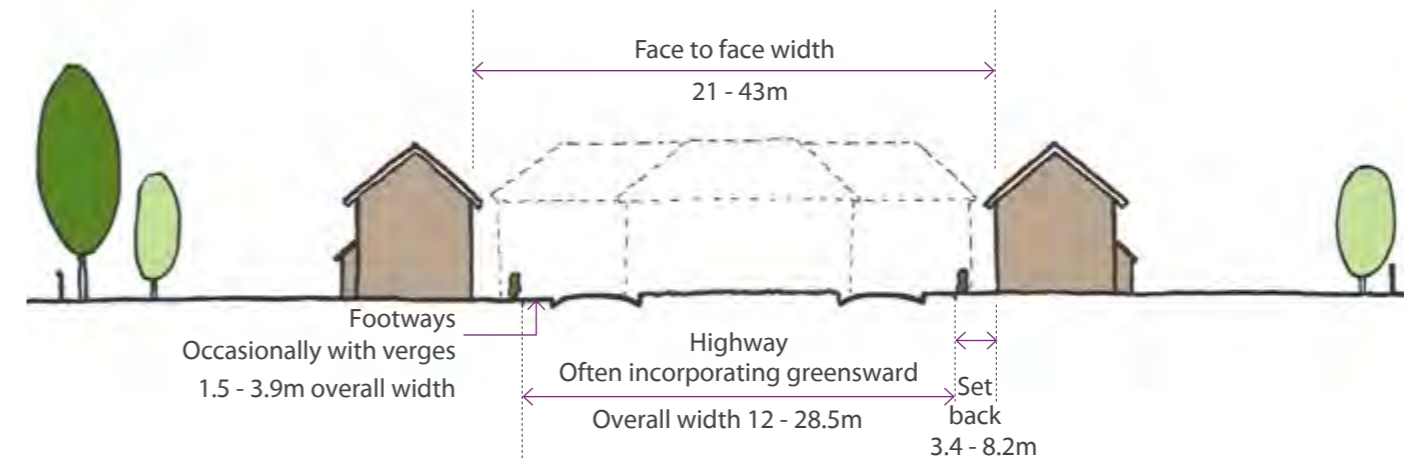 Face to face width
21 - 43m
Footways
Occasionally with verges
1.5 - 3.9m overall width
Highway
Often incorporating greensward
Overall width 12 - 28.5m
Set
back
3.4 - 8.2m